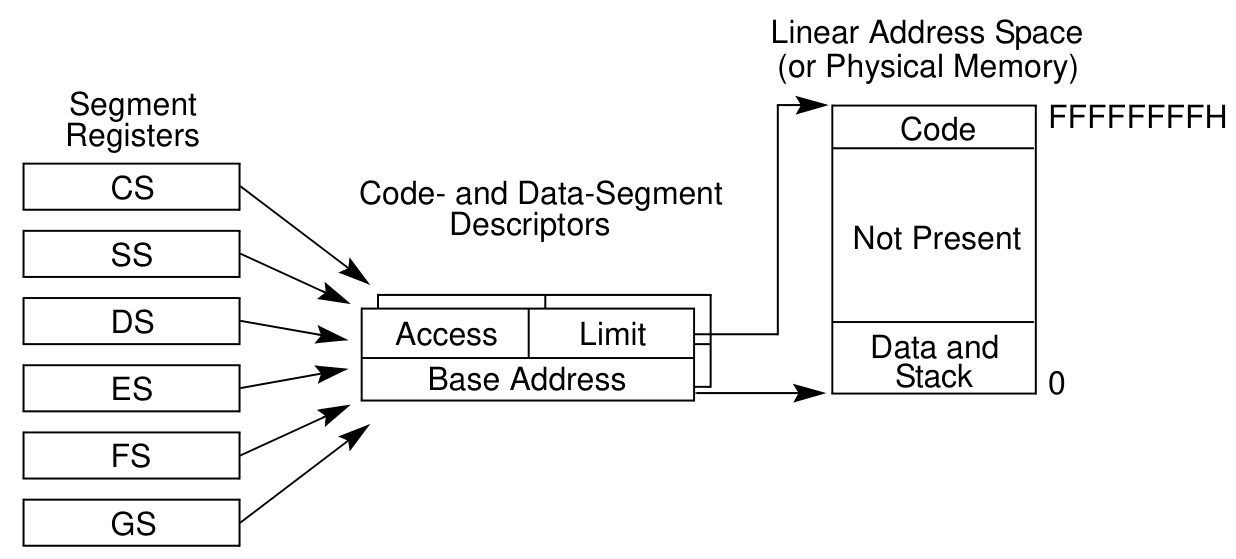 Linear Address Space
(or Physical Memory)
Segment
Registers
CS
SS
DS
ES
FS
GS
Code- and Data-Segment
Descriptors
Access
Limit
Base Address
Code
FFFFFFFFH
Not Present
Data and
Stack
0